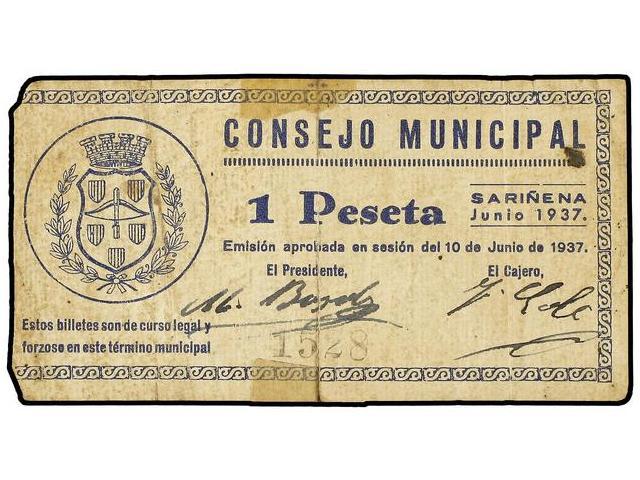 CONSEJO MUNICIPAL
1 Peseta
SARIÑENA
Junio 1937.
Emisión aprobada en sesión del 10 de Junio de 1937.
El Presidente,
El Cajero,
Estos billetes son de curso legal y
forzoso en este término municipal
1528